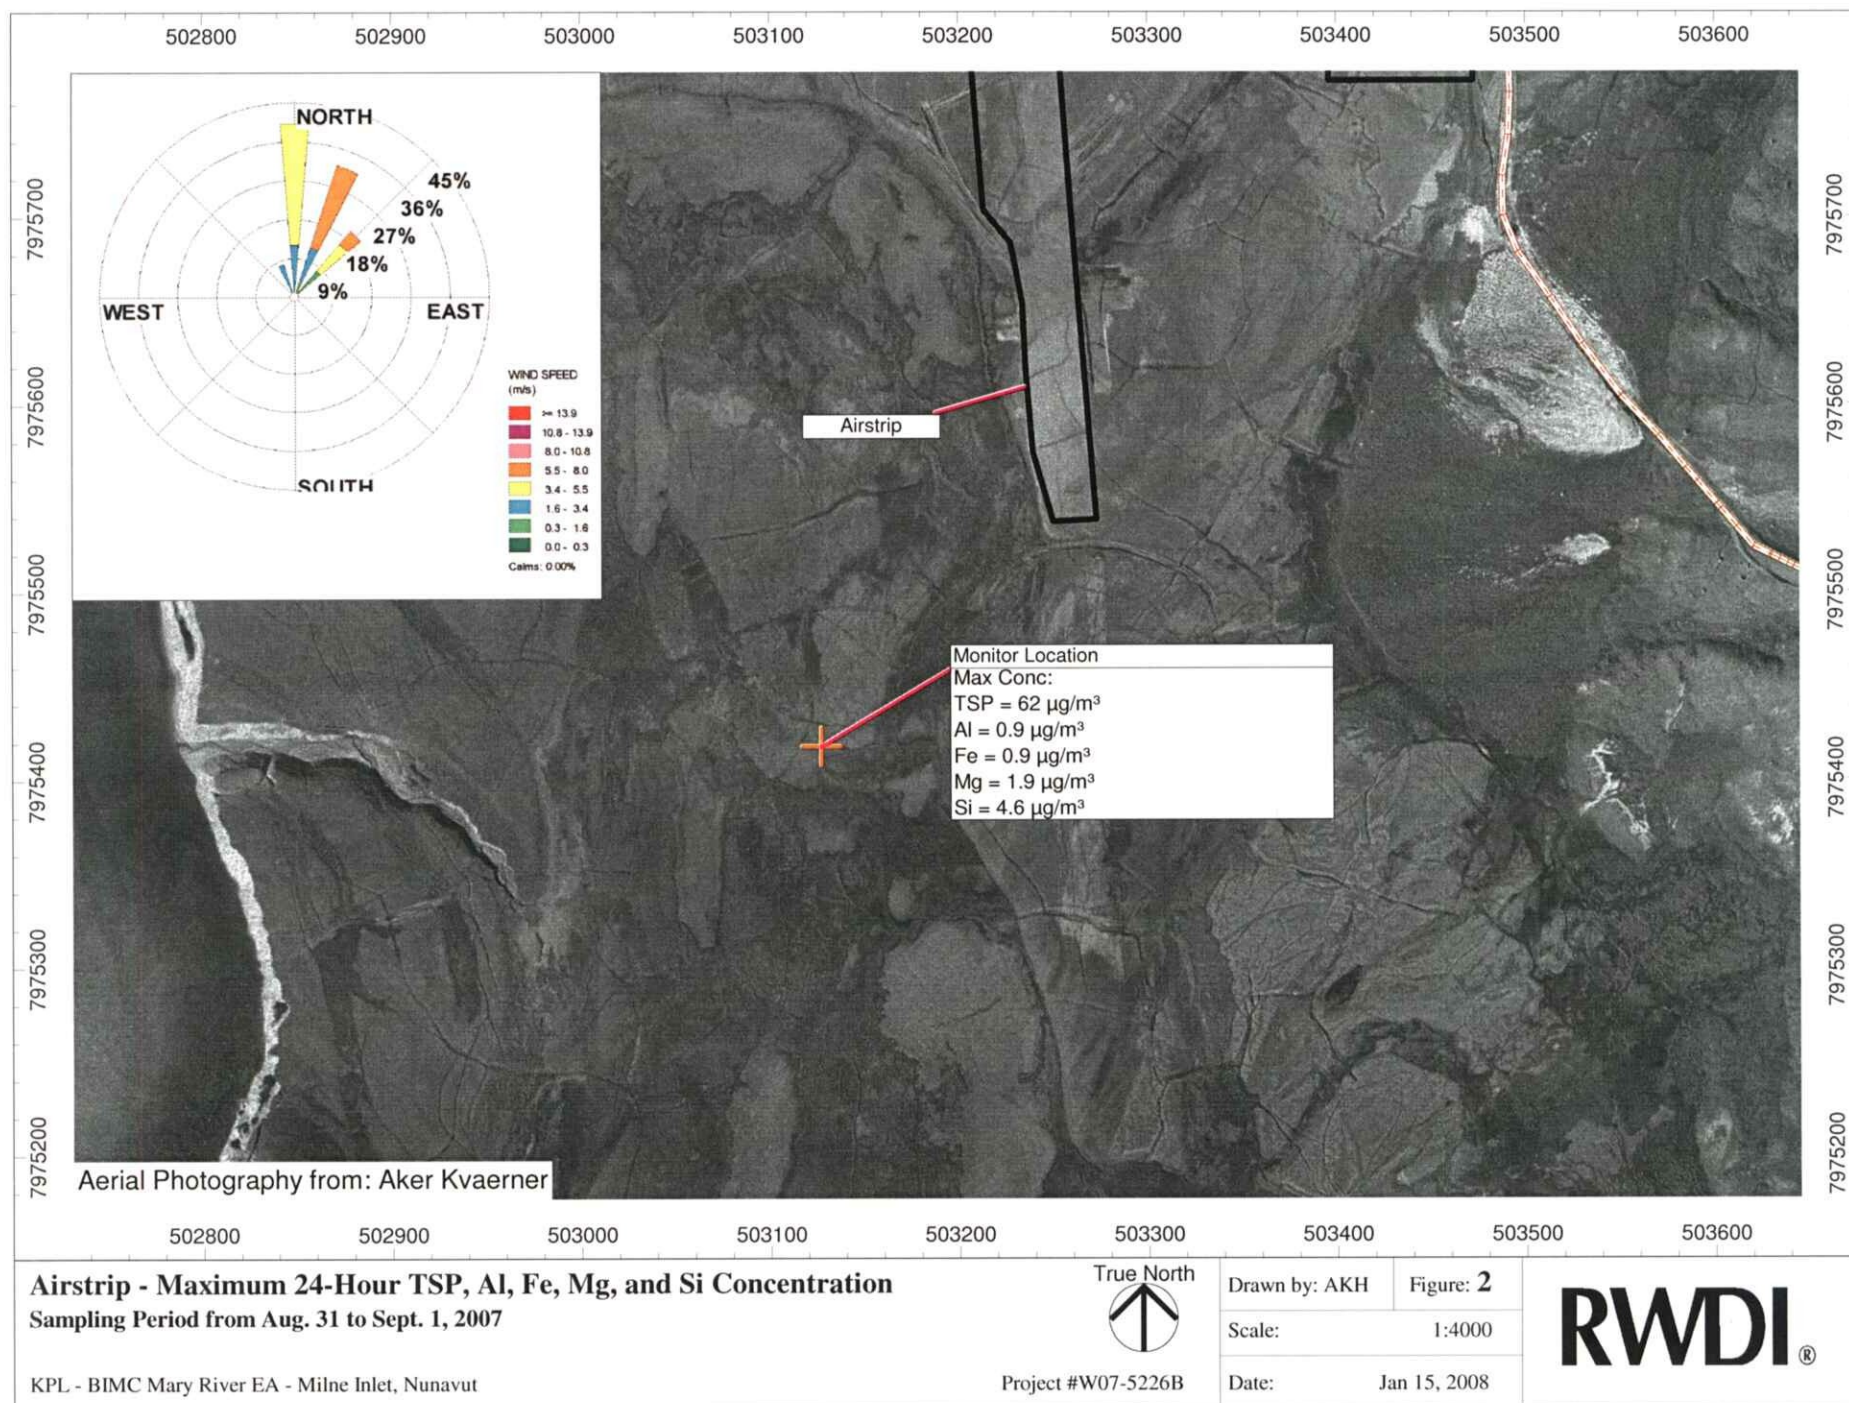 502800 502900 503000 503100 503200 503300 503400 503500 503600
NORTH
45%
36%
27%
18%
9%
WEST
EAST
SOUTH
WIND SPEED
(m/s)
>= 13.9
10.8 - 13.9
8.0 - 10.8
5.5 - 8.0
3.4 - 5.5
1.6 - 3.4
0.3 - 1.6
0.0 - 0.3
Calms: 0.00%
7975700
7975600
7975500
7975400
7975300
7975200
Airstrip
Monitor Location
Max Conc:
TSP = 62 µg/m³
Al = 0.9 µg/m³
Fe = 0.9 µg/m³
Mg = 1.9 µg/m³
Si = 4.6 µg/m³
7975700
7975600
7975500
7975400
7975300
7975200
Aerial Photography from: Aker Kvaerner
502800 502900 503000 503100 503200 503300 503400 503500 503600
Airstrip - Maximum 24-Hour TSP, Al, Fe, Mg, and Si Concentration
Sampling Period from Aug. 31 to Sept. 1, 2007
KPL - BIMC Mary River EA - Milne Inlet, Nunavut
True North
Project #W07-5226B
Drawn by: AKH
Figure: 2
Scale: 1:4000
Date: Jan 15, 2008
RWDI®